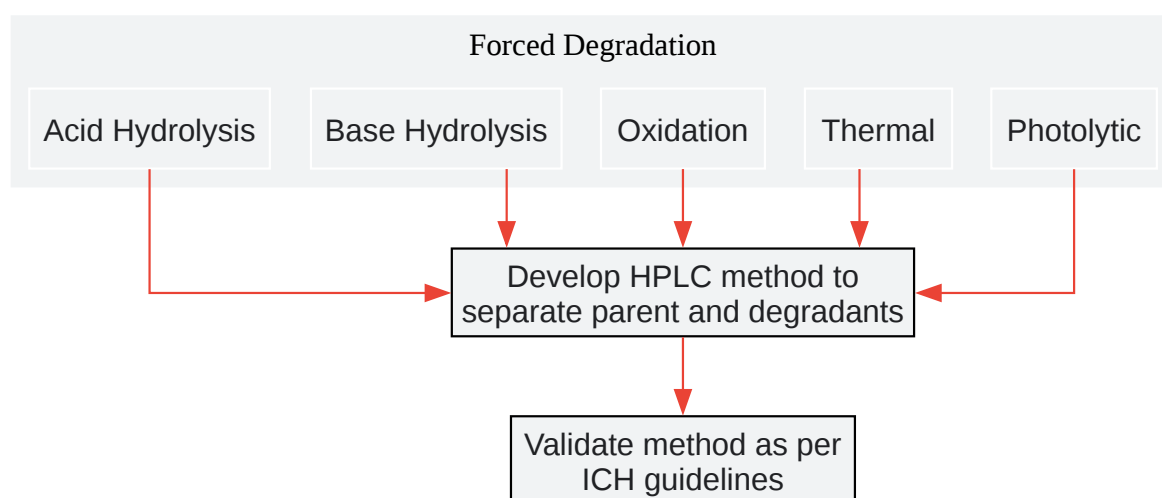 Forced Degradation
Acid Hydrolysis
Base Hydrolysis
Oxidation
Thermal
Photolytic
Develop HPLC method to
separate parent and degradants
Validate method as per
ICH guidelines